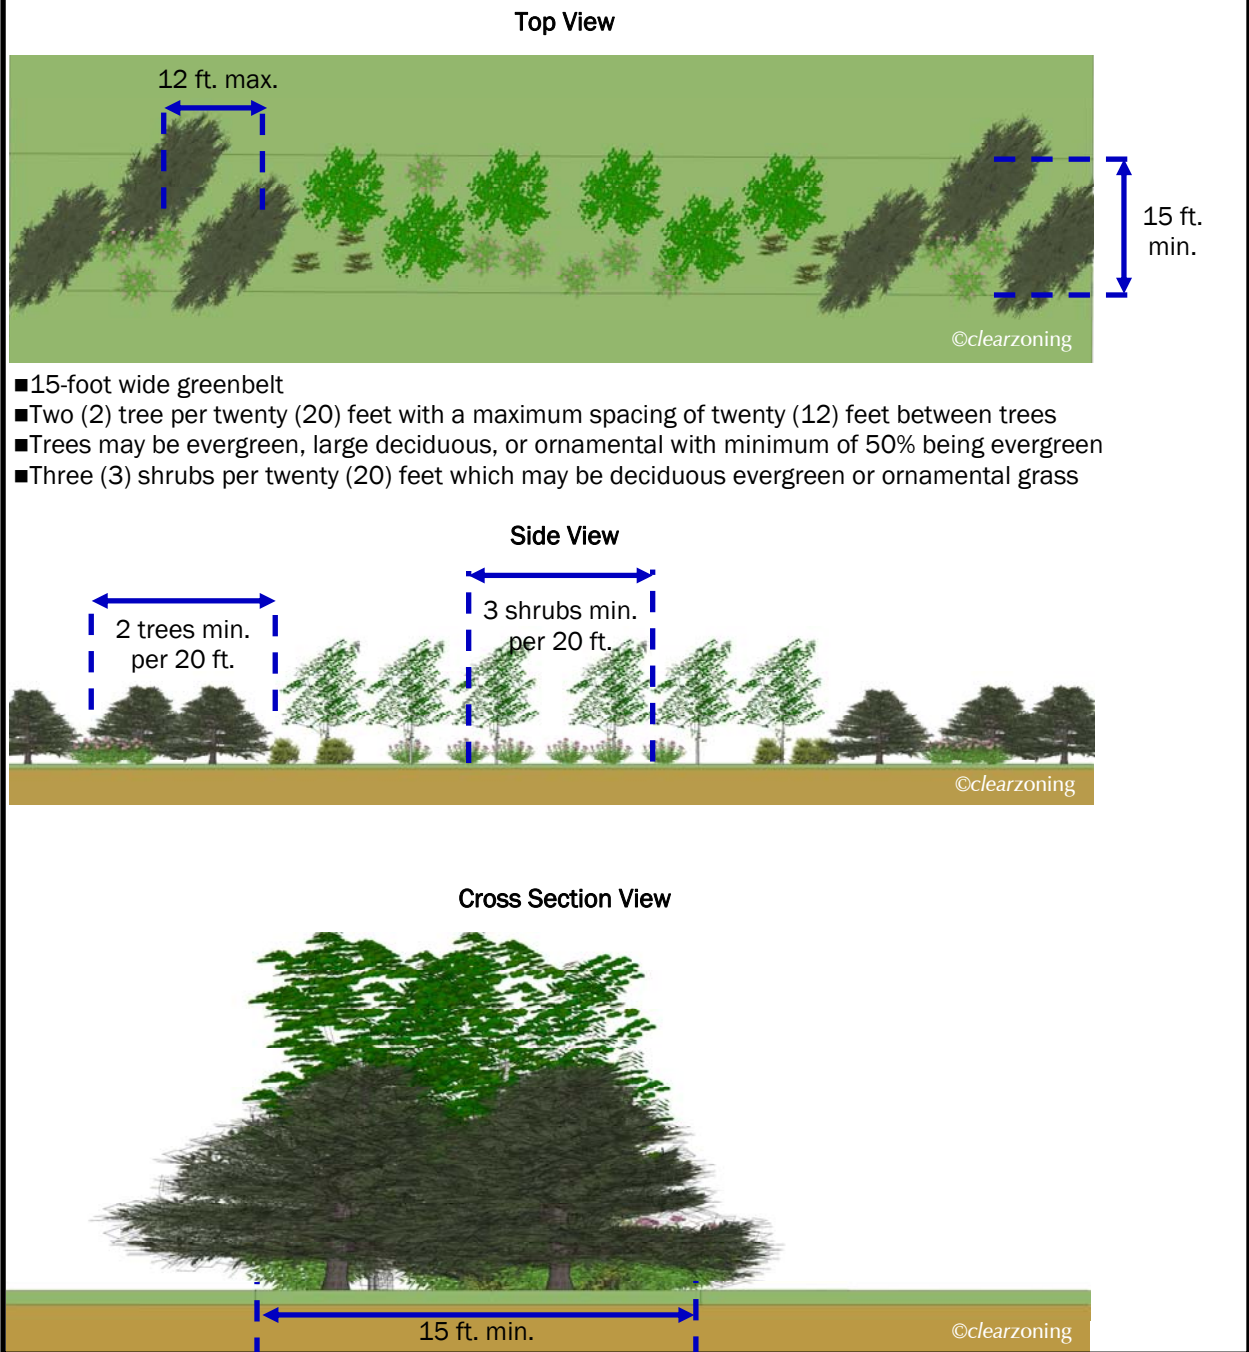 Top View
12 ft. max.
15 ft.
min.
©clearzoning
■15-foot wide greenbelt
■Two (2) tree per twenty (20) feet with a maximum spacing of twenty (12) feet between trees
■Trees may be evergreen, large deciduous, or ornamental with minimum of 50% being evergreen
■Three (3) shrubs per twenty (20) feet which may be deciduous evergreen or ornamental grass
Side View
2 trees min.
per 20 ft.
3 shrubs min.
per 20 ft.
©clearzoning
Cross Section View
15 ft. min.
©clearzoning